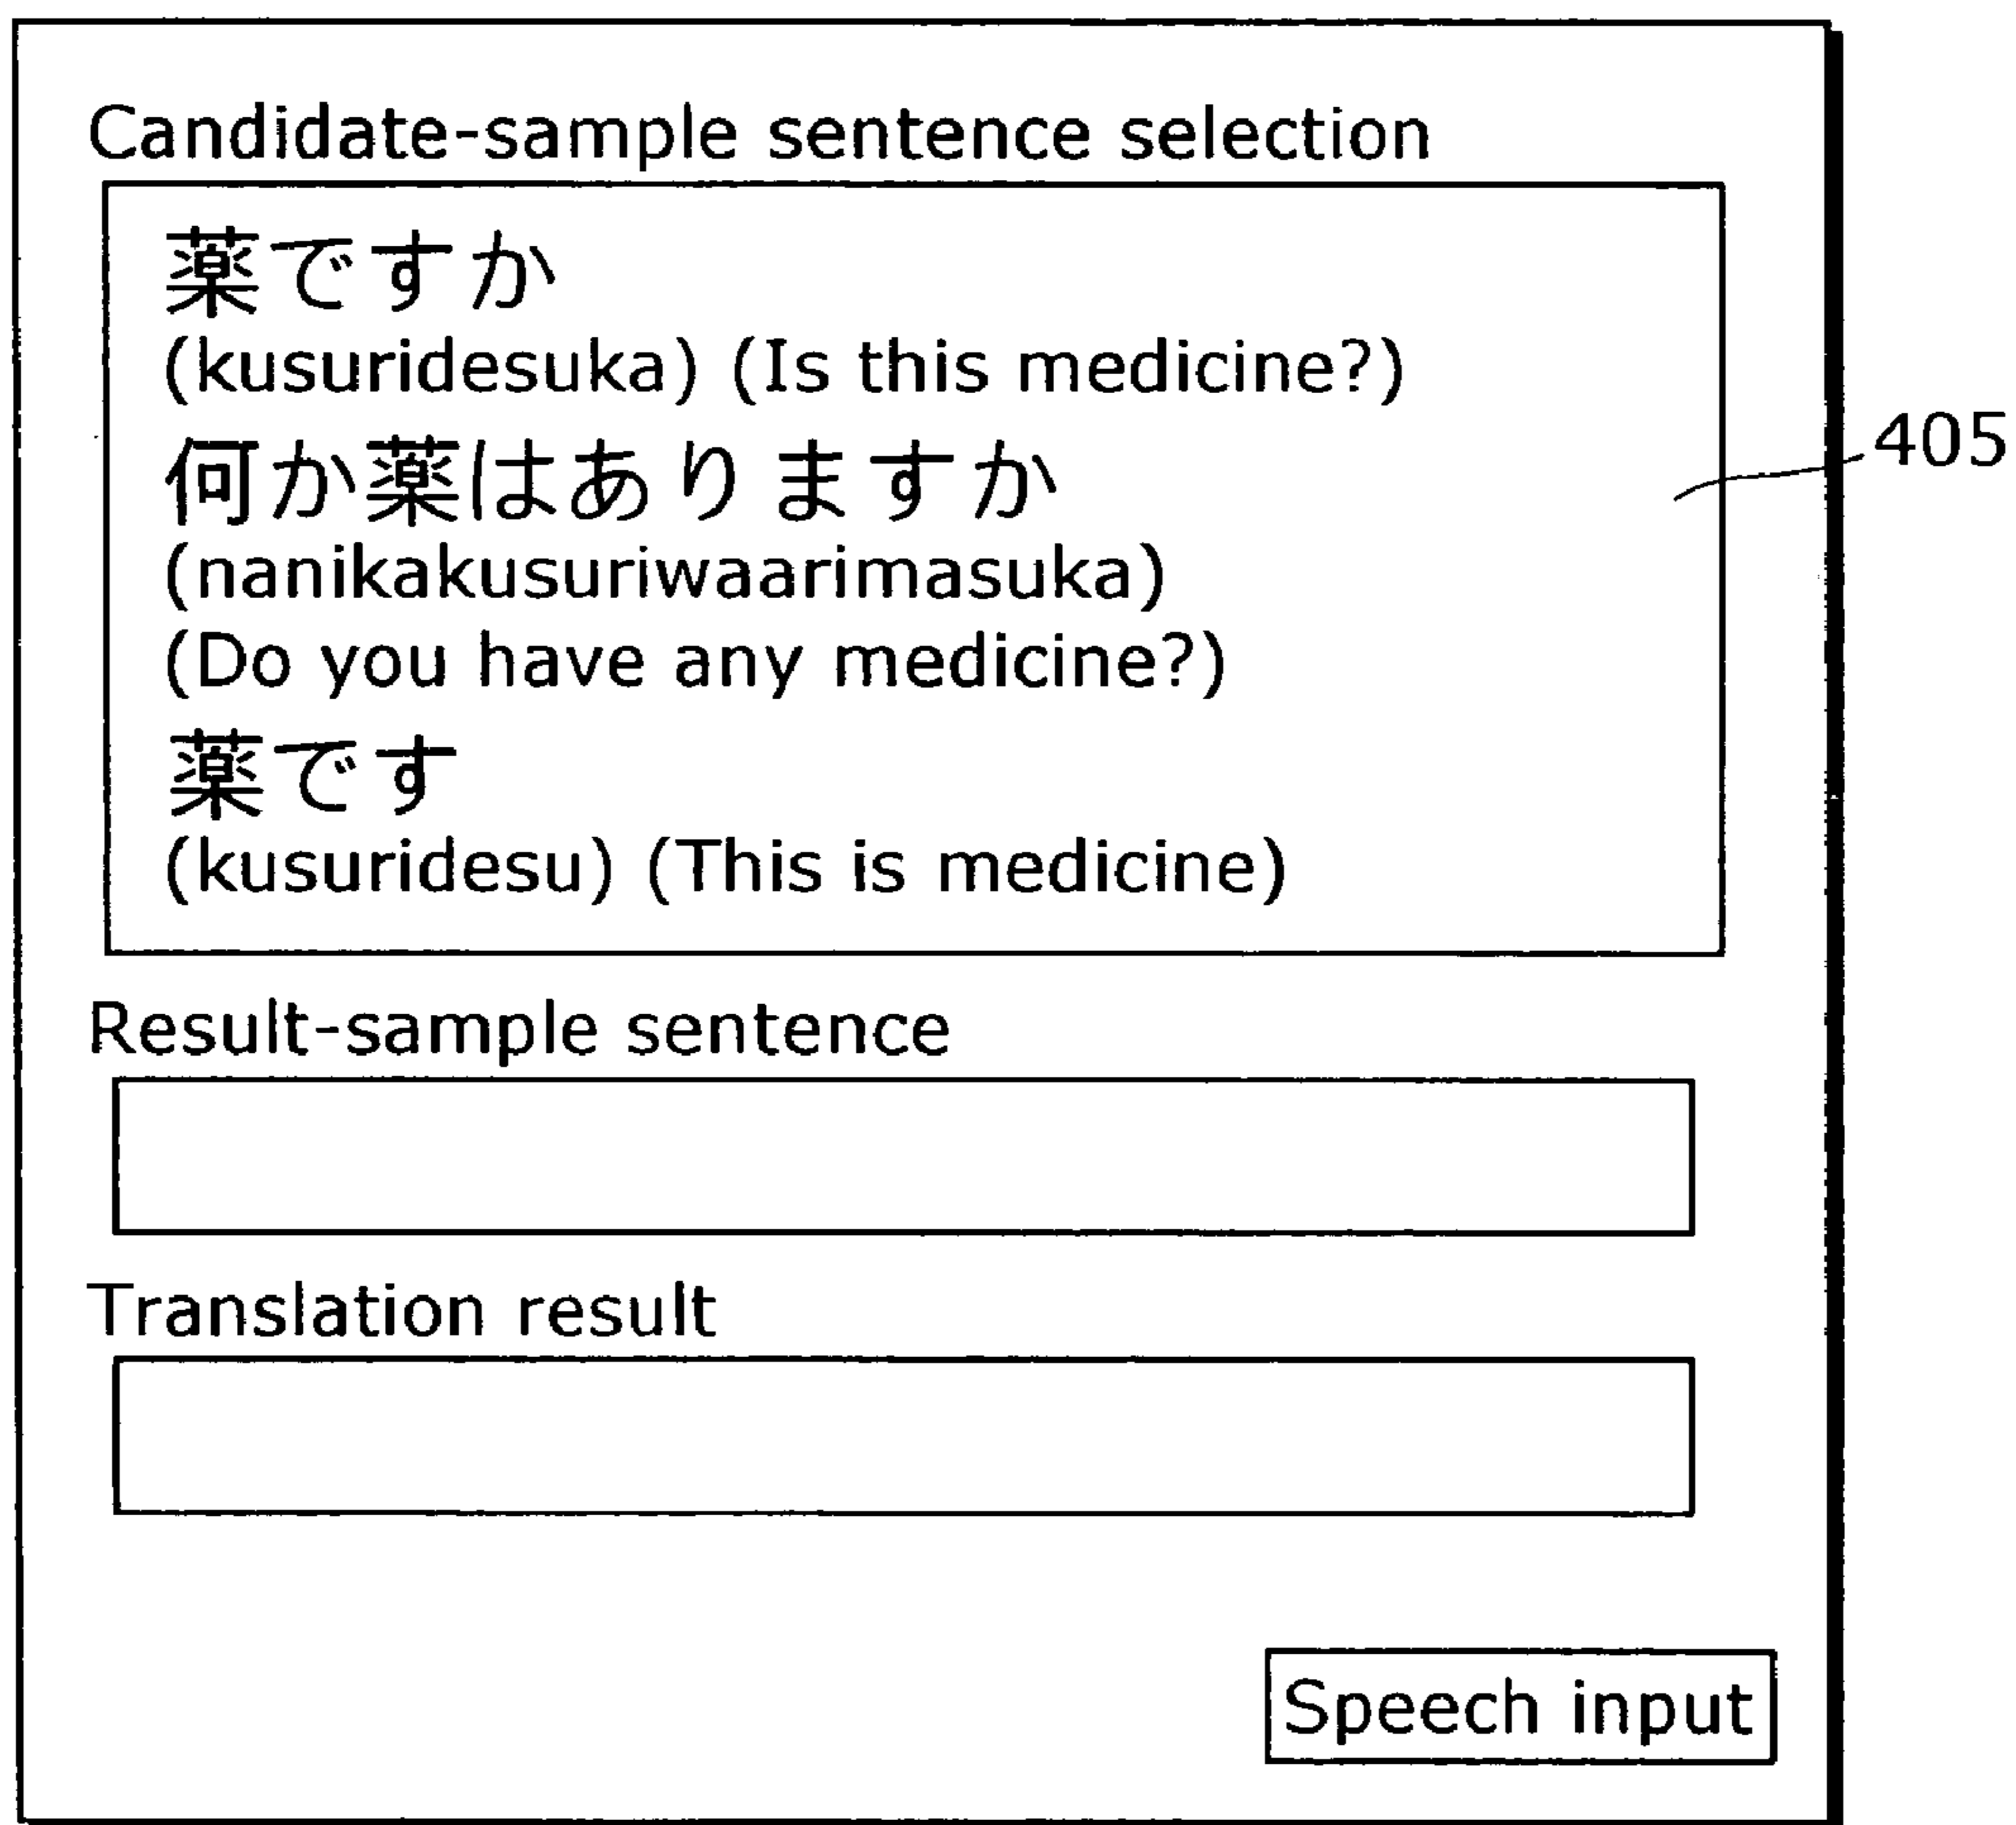 Candidate-sample sentence selection
薬ですか
(kusuridesuka) (Is this medicine?)
405
何か薬はありますか
(nanikakusuriwaarimasuka)
(Do you have any medicine?)
薬です
(kusuridesu) (This is medicine)
Result-sample sentence
Translation result
Speech input